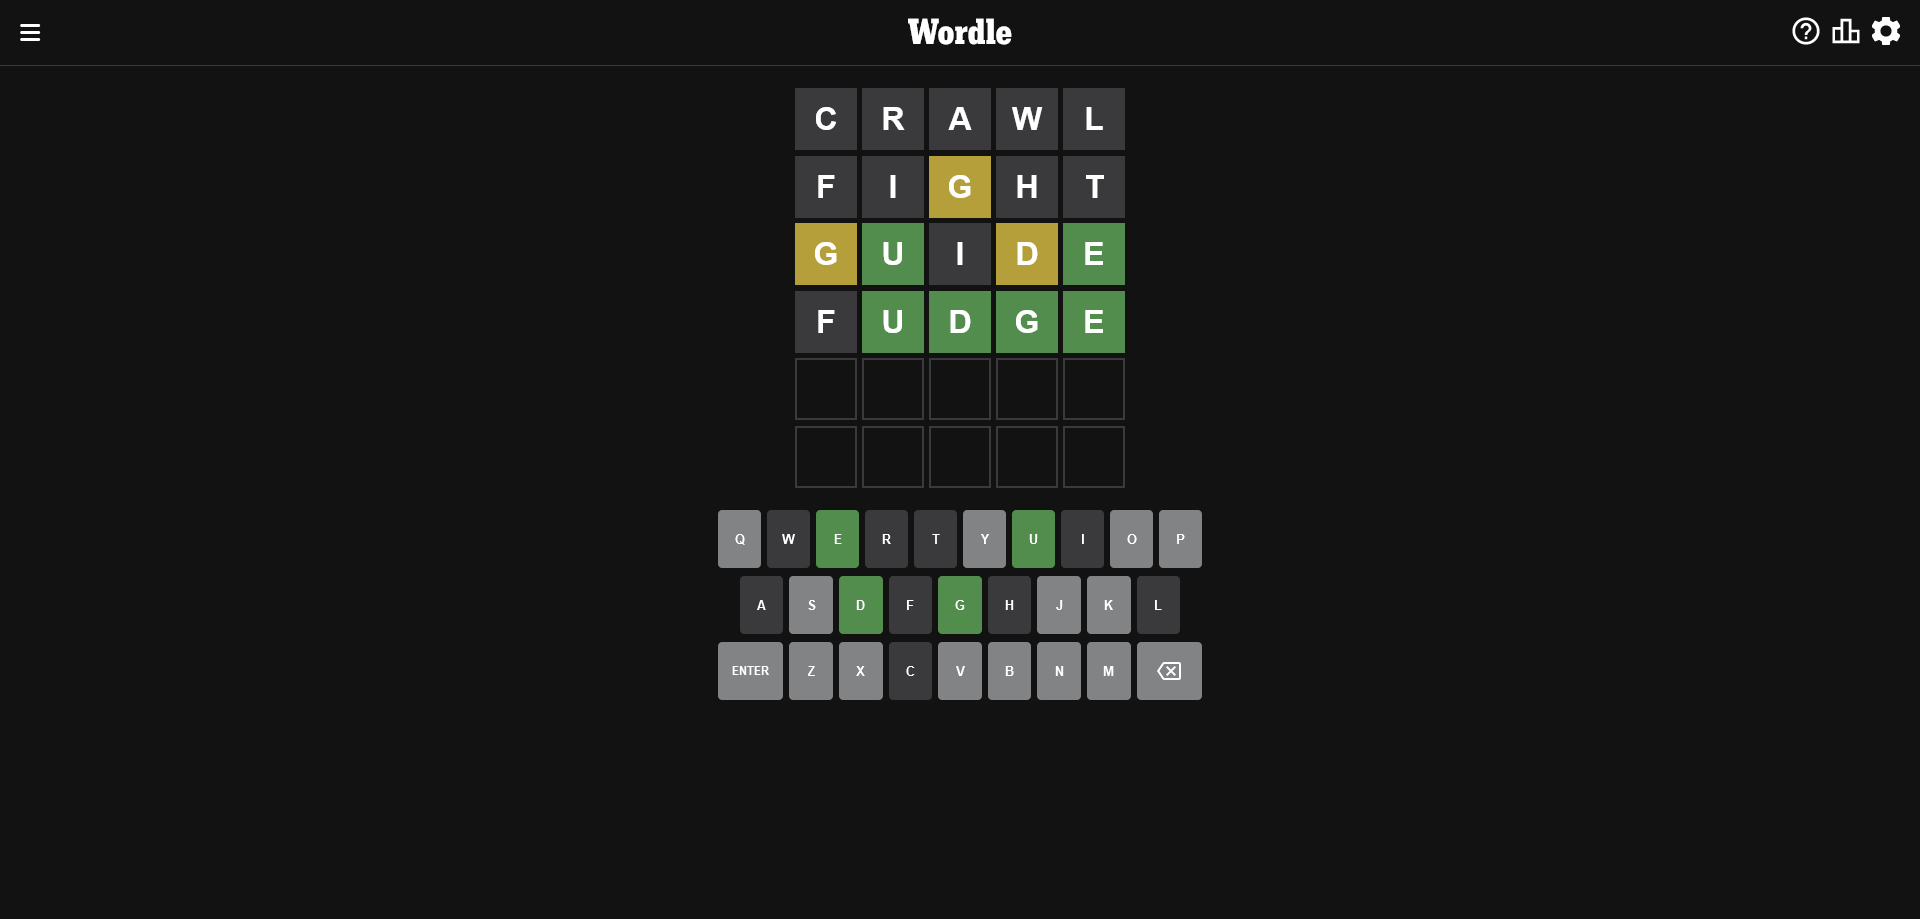 Wordle
C R A W L
F I G H T
G U I D E
F U D G E
Q W E R T Y U I O P
A S D F G H J K L
ENTER Z X C V B N M